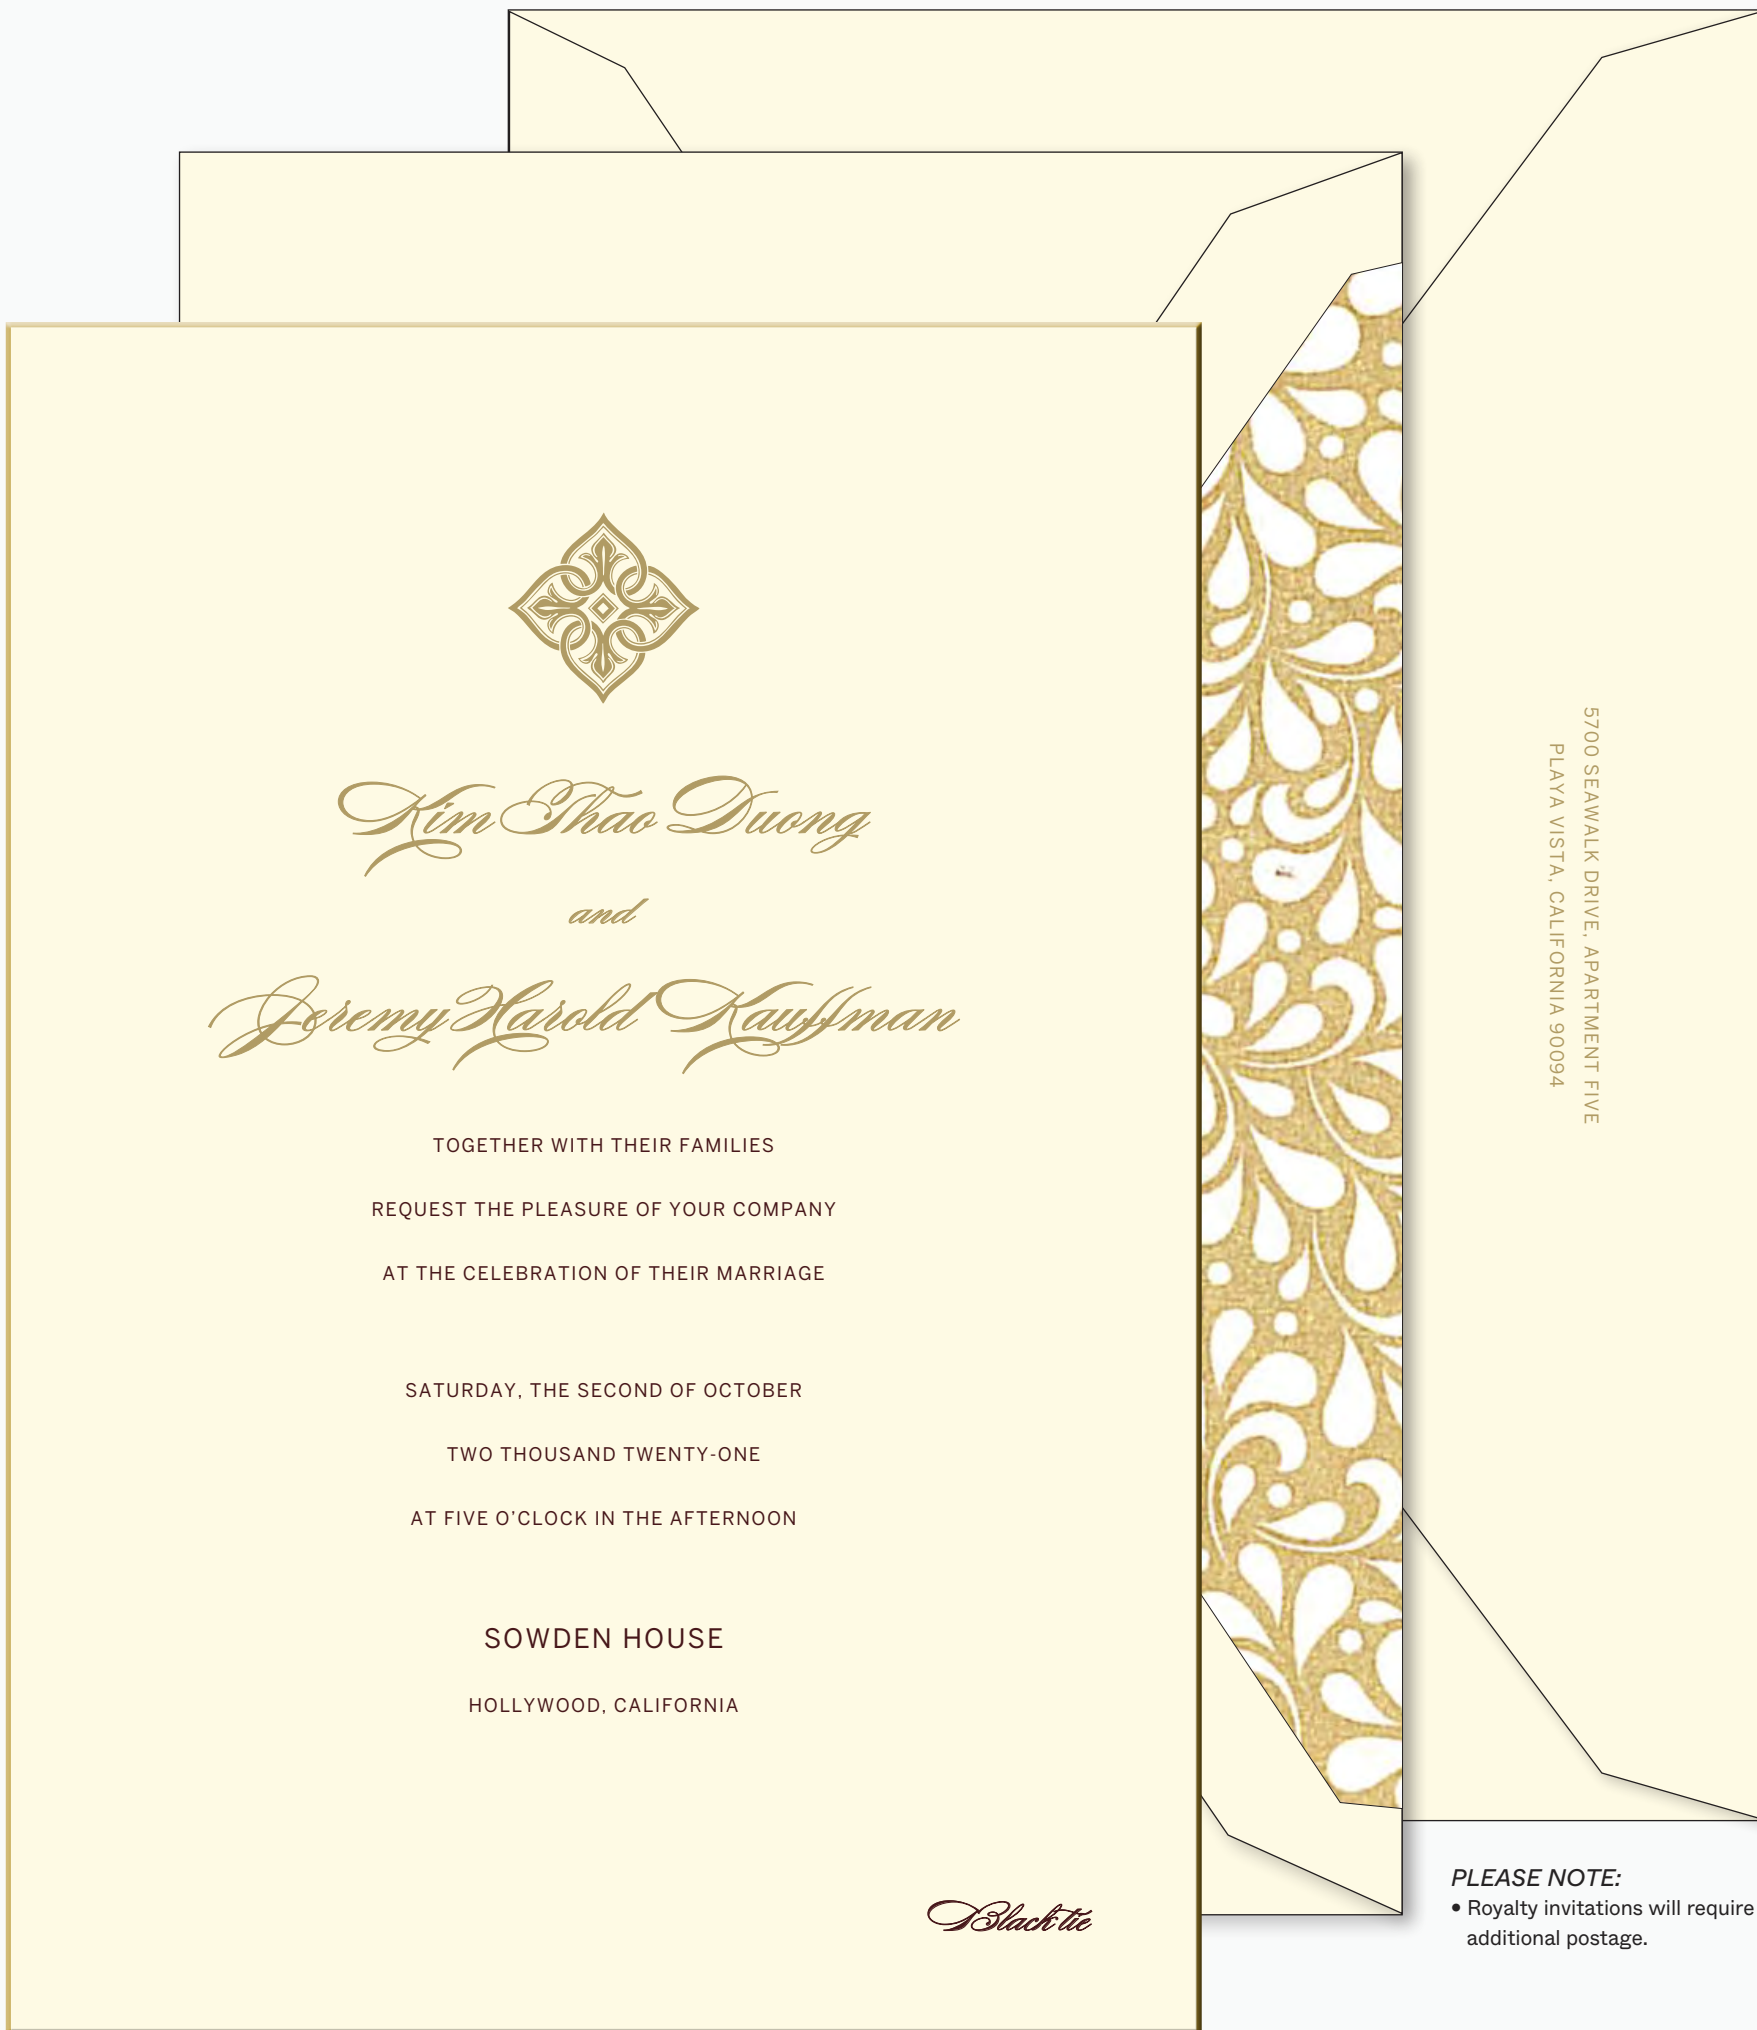 Kim Thao Duong
and
Jeremy Harold Kauffman
TOGETHER WITH THEIR FAMILIES
REQUEST THE PLEASURE OF YOUR COMPANY
AT THE CELEBRATION OF THEIR MARRIAGE
SATURDAY, THE SECOND OF OCTOBER
TWO THOUSAND TWENTY-ONE
AT FIVE O'CLOCK IN THE AFTERNOON
SOWDEN HOUSE
HOLLYWOOD, CALIFORNIA
Black tie
5700 SEAWALK DRIVE, APARTMENT FIVE
PLAYA VISTA, CALIFORNIA 90094
PLEASE NOTE:
• Royalty invitations will require
additional postage.